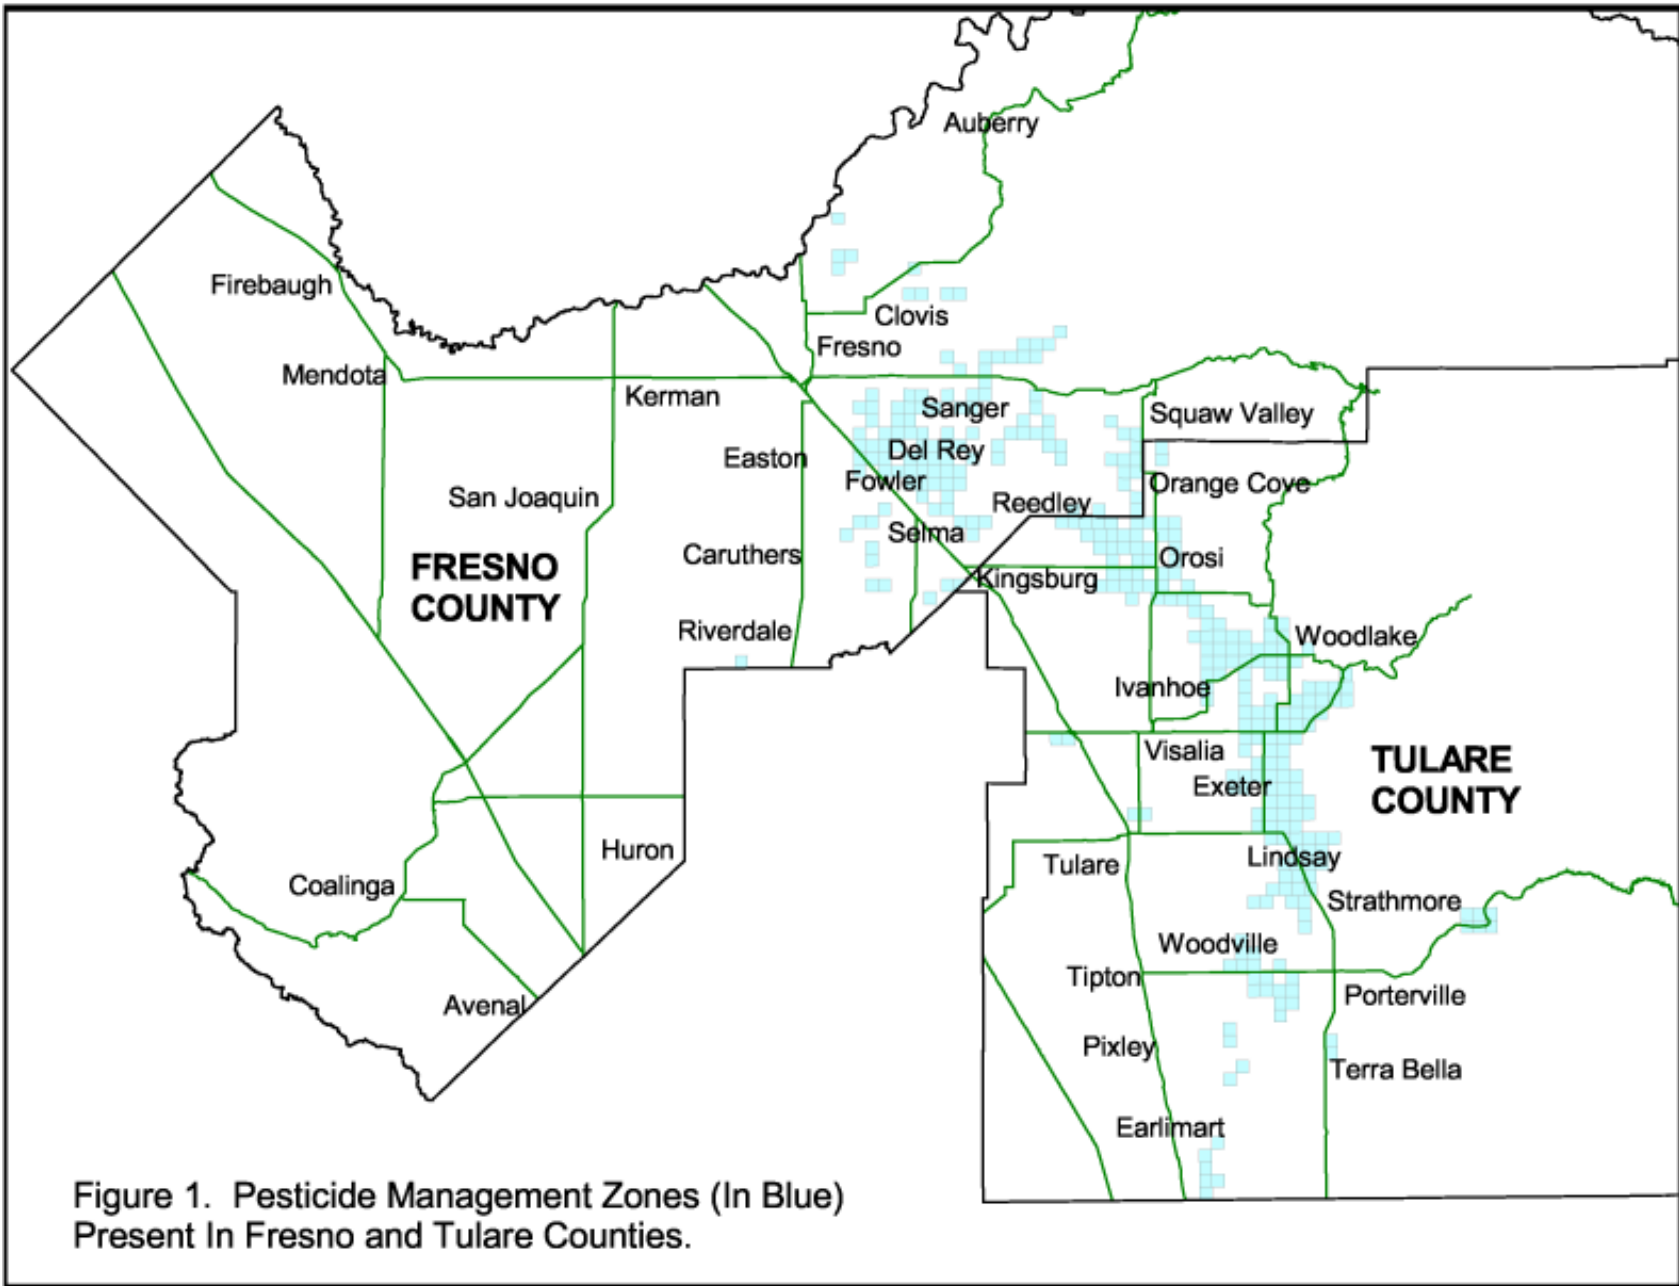 Auberry
Firebaugh
Clovis
Fresno
Mendota
Kerman
Sanger
Squaw Valley
Easton
Del Rey
Fowler
Orange Cove
San Joaquin
Reedley
Selma
Caruthers
Orosi
FRESNO
COUNTY
Kingsburg
Riverdale
Woodlake
Ivanhoe
Visalia
TULARE
COUNTY
Exeter
Huron
Tulare
Lindsay
Coalinga
Strathmore
Woodville
Tipton
Porterville
Avenal
Pixley
Terra Bella
Earlimart
Figure 1. Pesticide Management Zones (In Blue)
Present In Fresno and Tulare Counties.